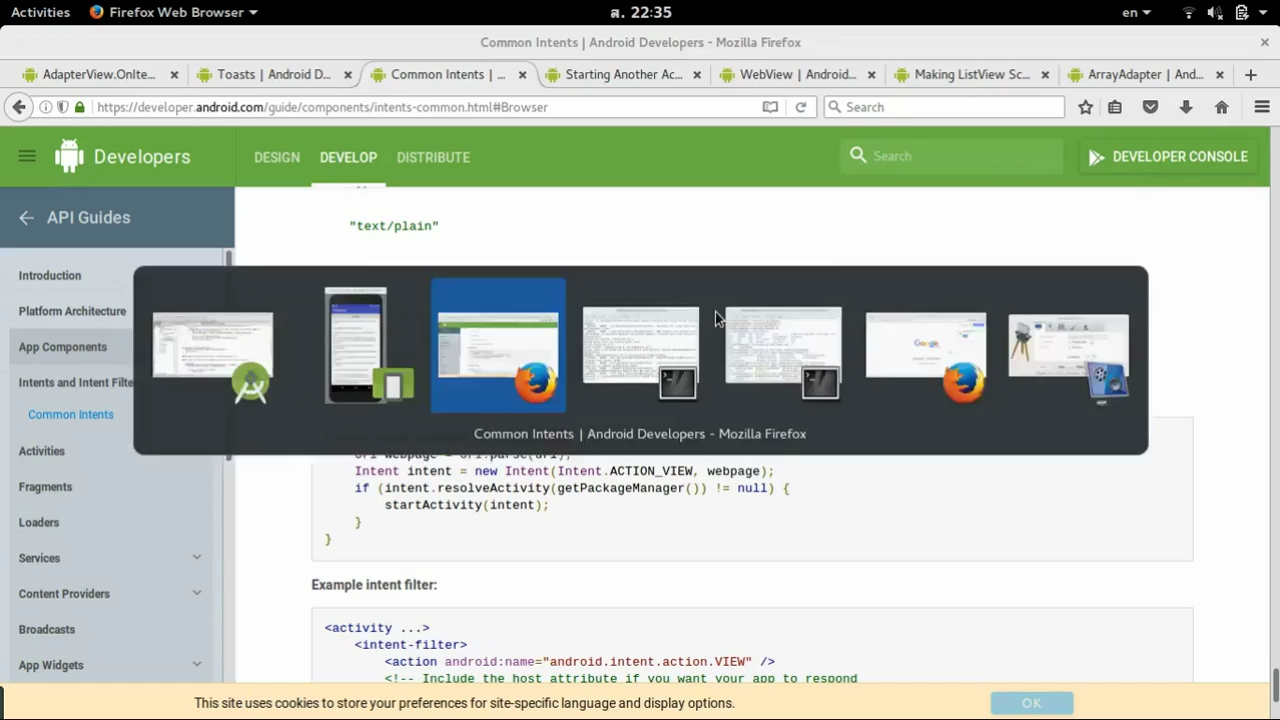 Activities Firefox Web Browser ส. 22:35 en
Common Intents | Android Developers - Mozilla Firefox
AdapterView.OnIte... Toasts | Android D... Common Intents | ... Starting Another Ac... WebView | Android... Making ListView Sc... ArrayAdapter | And...
https://developer.android.com/guide/components/intents-common.html#Browser Search
Developers DESIGN DEVELOP DISTRIBUTE Search DEVELOPER CONSOLE
API Guides
"text/plain"
Introduction
Platform Architecture
App Components
Intents and Intent Filte
Common Intents
Google
Common Intents | Android Developers - Mozilla Firefox
Activities
Intent intent = new Intent(Intent.ACTION_VIEW, webpage);
if (intent.resolveActivity(getPackageManager()) != null) {
startActivity(intent);
}
}
Fragments
Loaders
Services
Content Providers
Broadcasts
App Widgets
Example intent filter:
<activity ...>
<intent-filter>
<action android:name="android.intent.action.VIEW" />
<!-- Include the host attribute if you want your app to respond
This site uses cookies to store your preferences for site-specific language and display options. OK